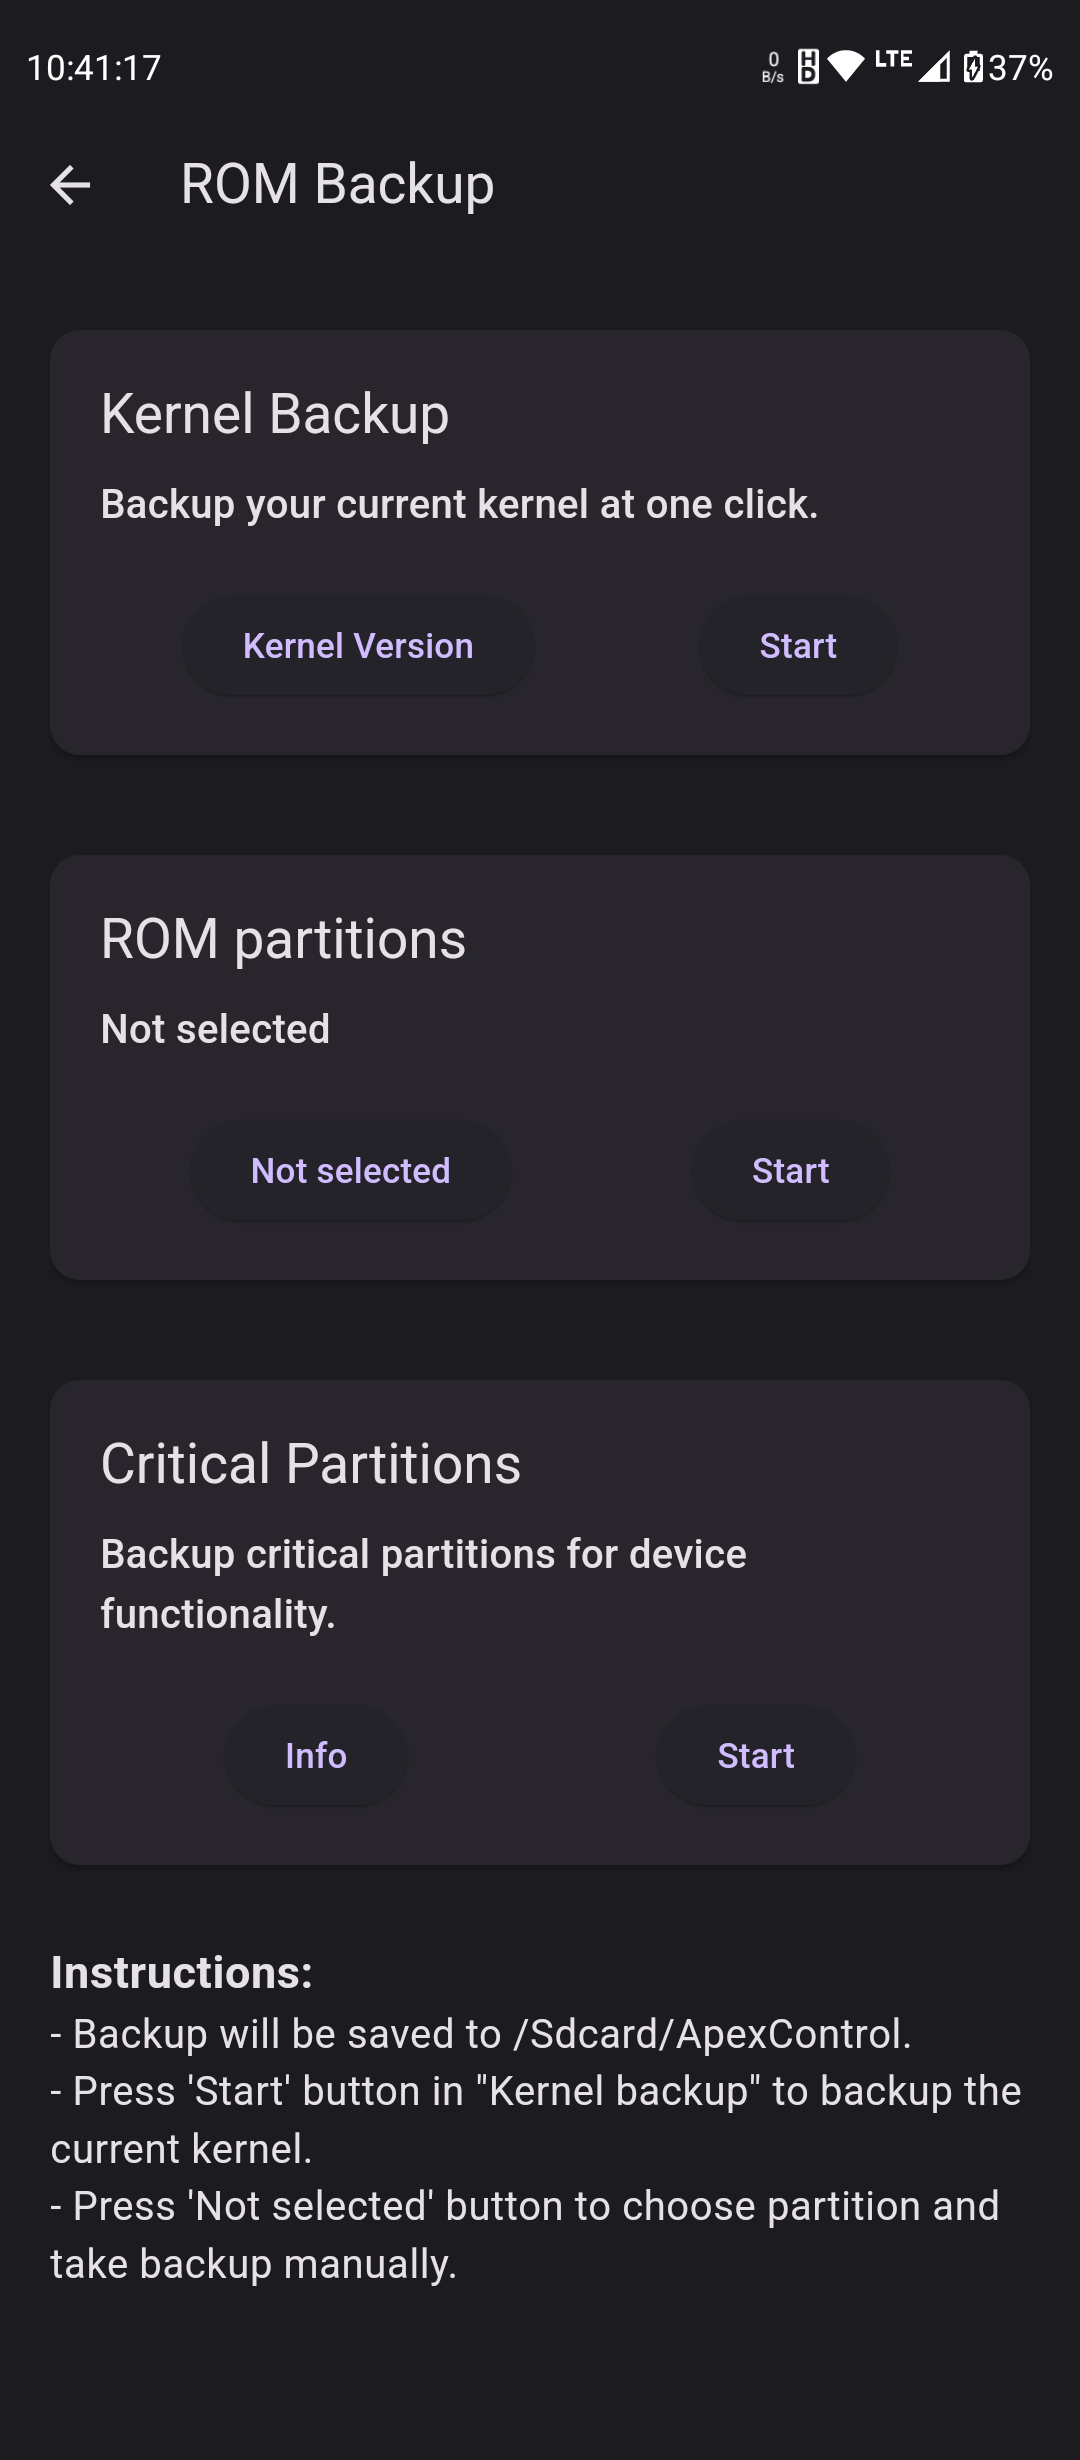 10:41:17
0
B/s
HD
LTE
37%
ROM Backup
Kernel Backup
Backup your current kernel at one click.
Kernel Version
Start
ROM partitions
Not selected
Not selected
Start
Critical Partitions
Backup critical partitions for device
functionality.
Info
Start
Instructions:
- Backup will be saved to /Sdcard/ApexControl.
- Press 'Start' button in "Kernel backup" to backup the
current kernel.
- Press 'Not selected' button to choose partition and
take backup manually.